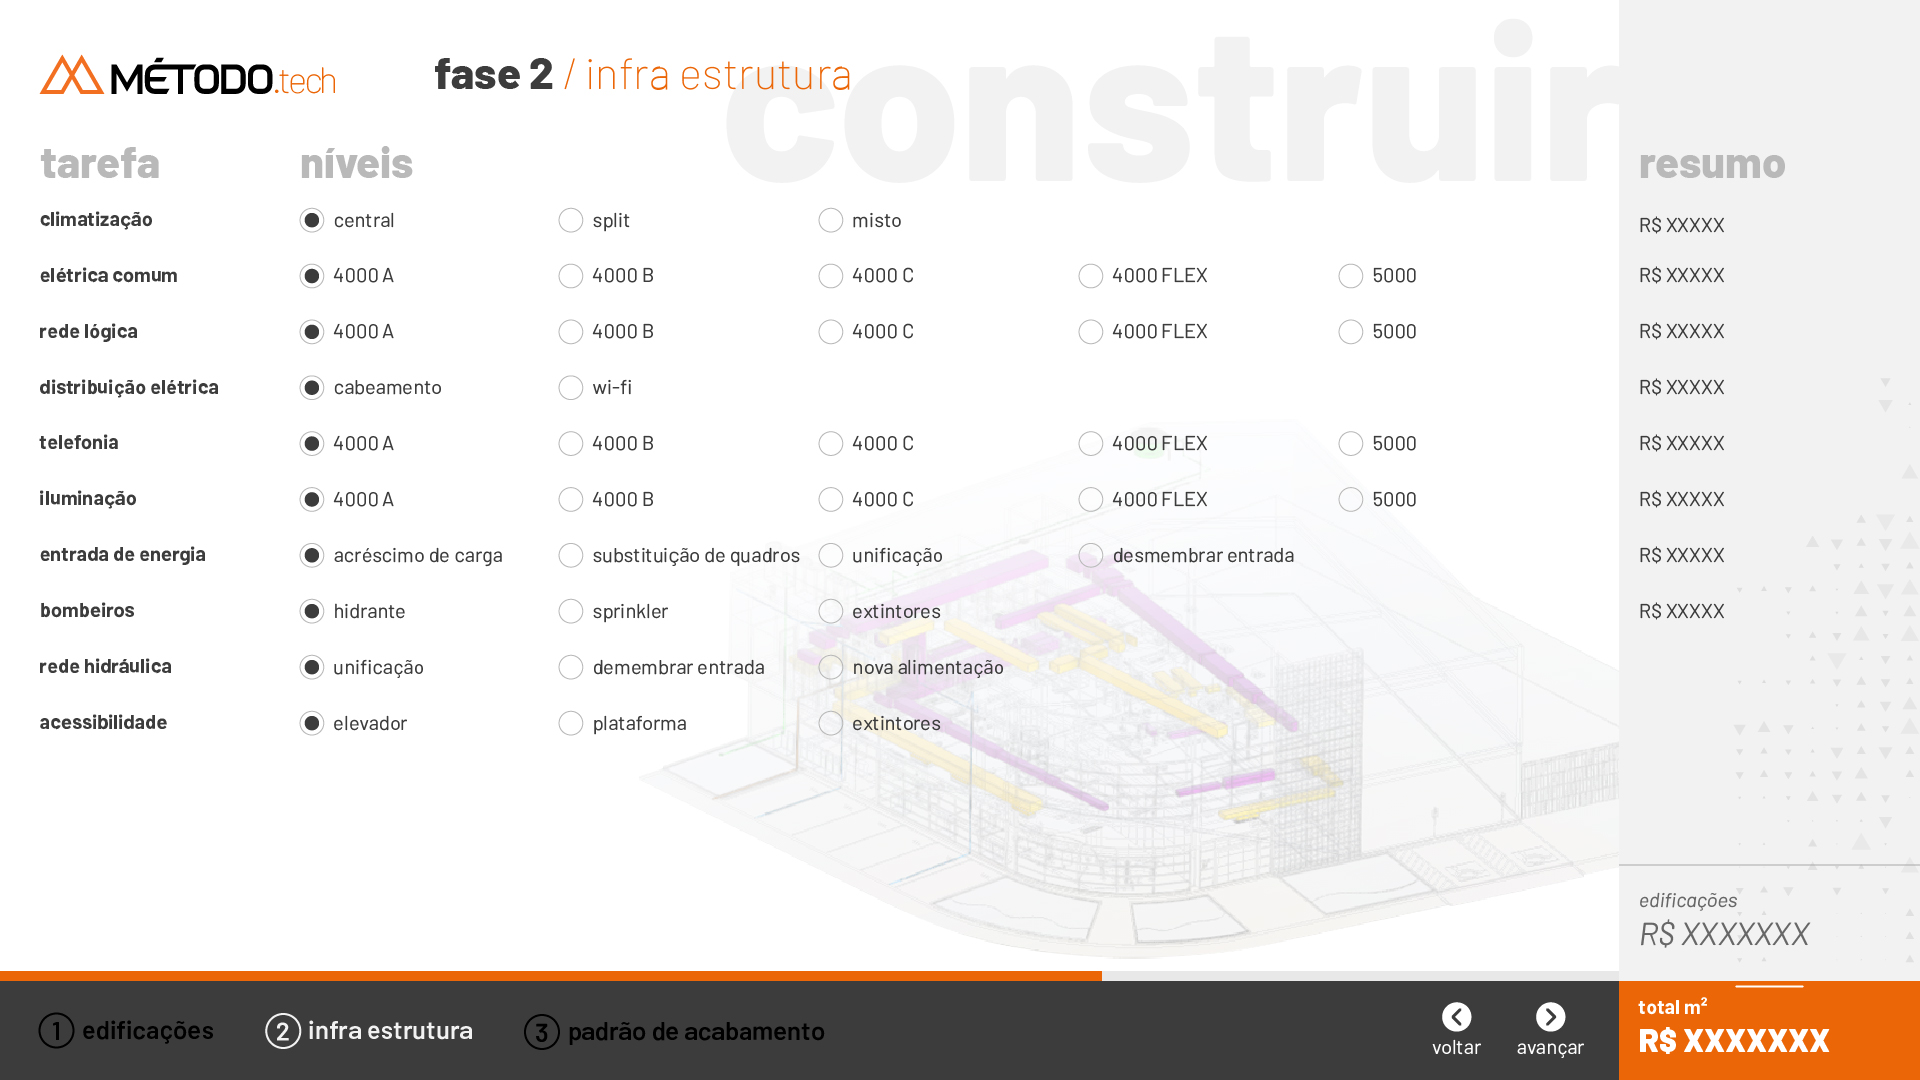 MÉTODO.tech
fase 2 / infra estrutura
construir
tarefa níveis resumo
climatização central split misto R$ XXXXX
elétrica comum 4000 A 4000 B 4000 C 4000 FLEX 5000 R$ XXXXX
rede lógica 4000 A 4000 B 4000 C 4000 FLEX 5000 R$ XXXXX
distribuição elétrica cabeamento wi-fi R$ XXXXX
telefonia 4000 A 4000 B 4000 C 4000 FLEX 5000 R$ XXXXX
iluminação 4000 A 4000 B 4000 C 4000 FLEX 5000 R$ XXXXX
entrada de energia acréscimo de carga substituição de quadros unificação desmembrar entrada R$ XXXXX
bombeiros hidrante sprinkler extintores R$ XXXXX
rede hidráulica unificação demembrar entrada nova alimentação
acessibilidade elevador plataforma extintores
edificações
R$ XXXXXXX
1 edificações 2 infra estrutura 3 padrão de acabamento
voltar avançar
total m²
R$ XXXXXXX